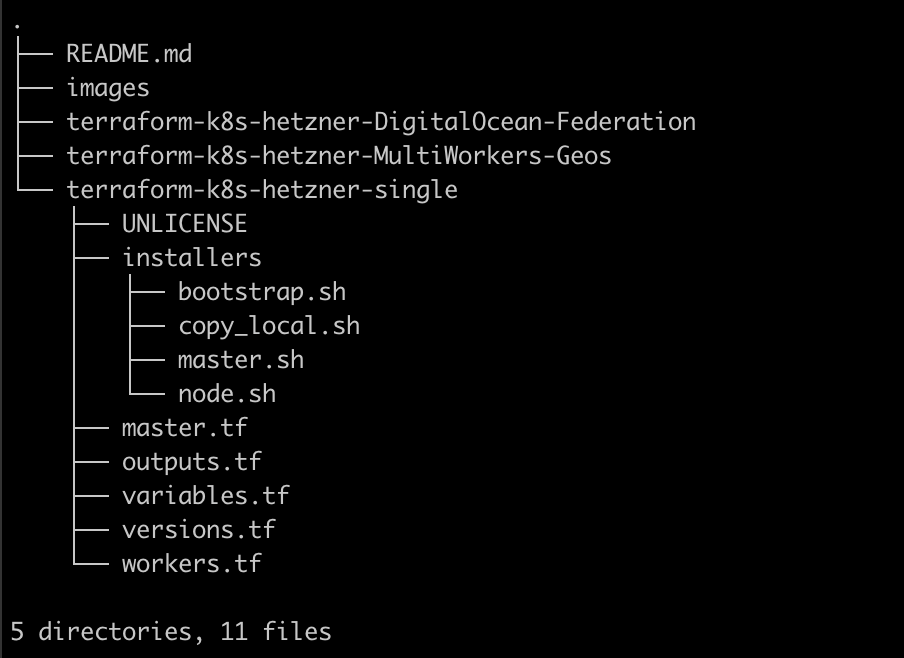 .
├── README.md
├── images
├── terraform-k8s-hetzner-DigitalOcean-Federation
├── terraform-k8s-hetzner-MultiWorkers-Geos
└── terraform-k8s-hetzner-single
    ├── UNLICENSE
    ├── installers
    │   ├── bootstrap.sh
    │   ├── copy_local.sh
    │   ├── master.sh
    │   └── node.sh
    ├── master.tf
    ├── outputs.tf
    ├── variables.tf
    ├── versions.tf
    └── workers.tf

5 directories, 11 files